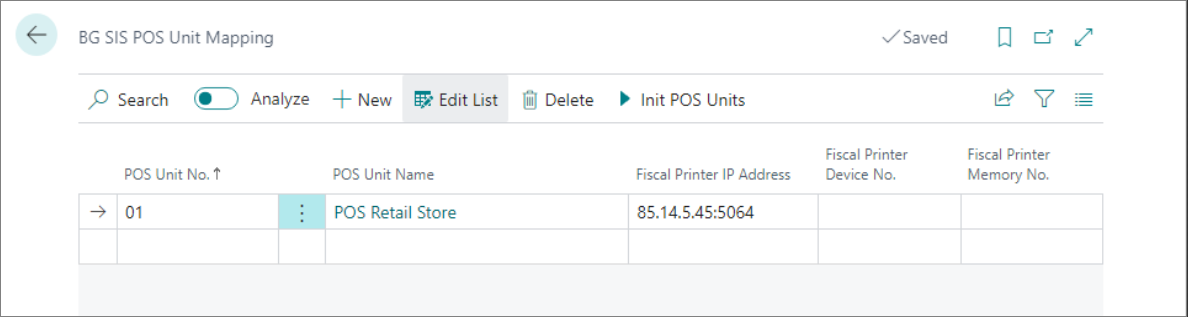 BG SIS POS Unit Mapping
Saved
Search Analyze New Edit List Delete Init POS Units
POS Unit No.↑ POS Unit Name Fiscal Printer IP Address Fiscal Printer Device No. Fiscal Printer Memory No.
01 POS Retail Store 85.14.5.45:5064